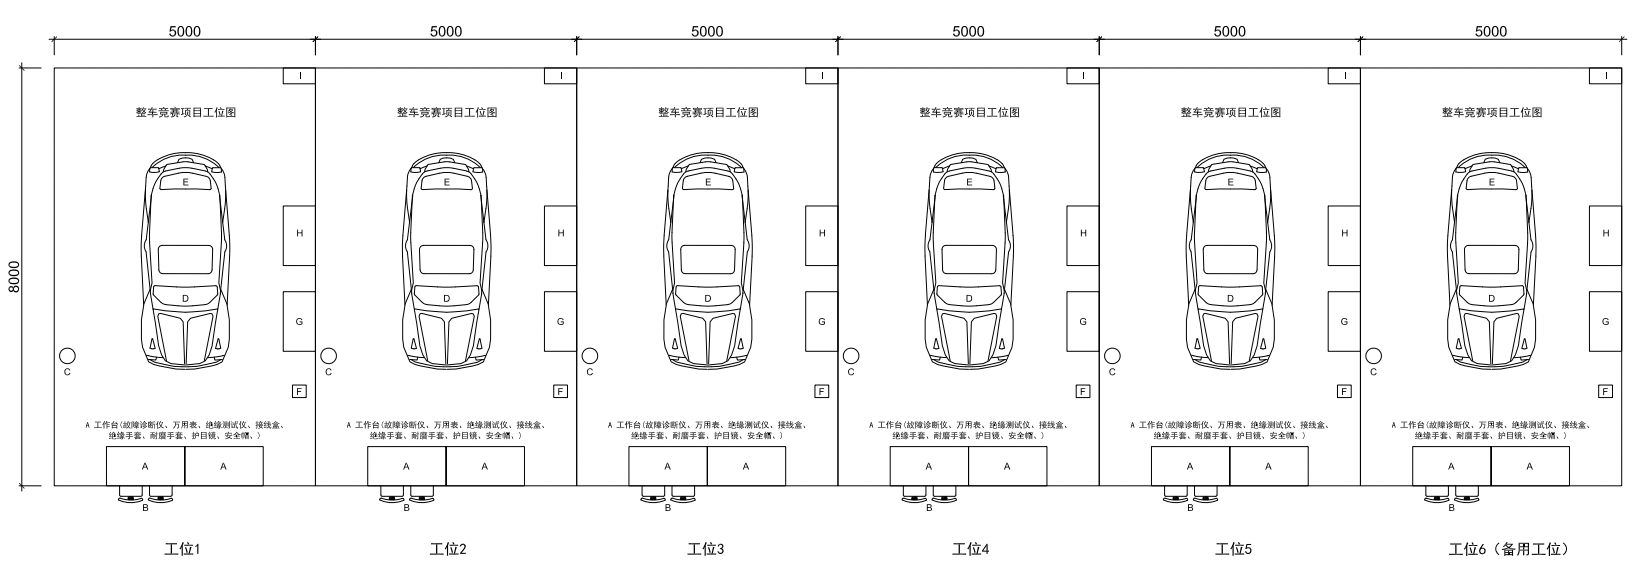 5000 5000 5000 5000 5000 5000
I I I I I I
整车竞赛项目工位图 整车竞赛项目工位图 整车竞赛项目工位图 整车竞赛项目工位图 整车竞赛项目工位图 整车竞赛项目工位图
E E E E E E
H H H H H H
8000
D D D D D D
G G G G G G
C C C C C C
F F F F F F
A 工作台(故障诊断仪、万用表、绝缘测试仪、接线盒、 A 工作台(故障诊断仪、万用表、绝缘测试仪、接线盒、 A 工作台(故障诊断仪、万用表、绝缘测试仪、接线盒、 A 工作台(故障诊断仪、万用表、绝缘测试仪、接线盒、 A 工作台(故障诊断仪、万用表、绝缘测试仪、接线盒、 A 工作台(故障诊断仪、万用表、绝缘测试仪、接线盒、
绝缘手套、耐磨手套、护目镜、安全帽、) 绝缘手套、耐磨手套、护目镜、安全帽、) 绝缘手套、耐磨手套、护目镜、安全帽、) 绝缘手套、耐磨手套、护目镜、安全帽、) 绝缘手套、耐磨手套、护目镜、安全帽、) 绝缘手套、耐磨手套、护目镜、安全帽、)
A A A A A A A A A A A A
B B B B B B
工位1 工位2 工位3 工位4 工位5 工位6（备用工位）